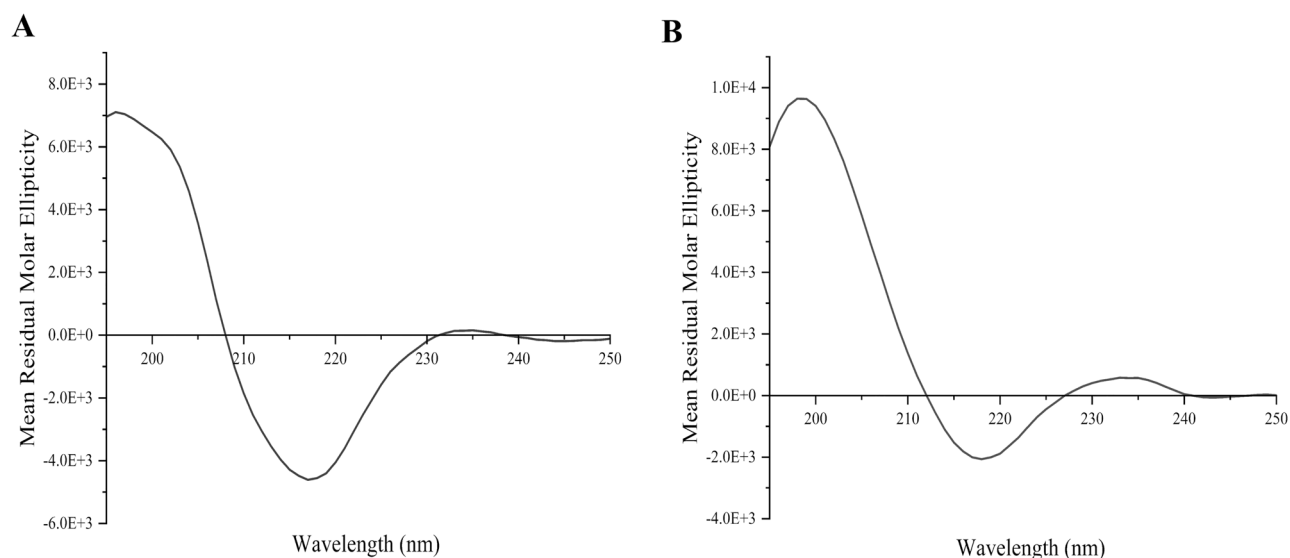 A
8.0E+3
6.0E+3
4.0E+3
2.0E+3
0.0E+0
-2.0E+3
-4.0E+3
-6.0E+3
200 210 220 230 240 250
Mean Residual Molar Ellipticity
Wavelength (nm)
B
1.0E+4
8.0E+3
6.0E+3
4.0E+3
2.0E+3
0.0E+0
-2.0E+3
-4.0E+3
200 210 220 230 240 250
Mean Residual Molar Ellipticity
Wavelength (nm)